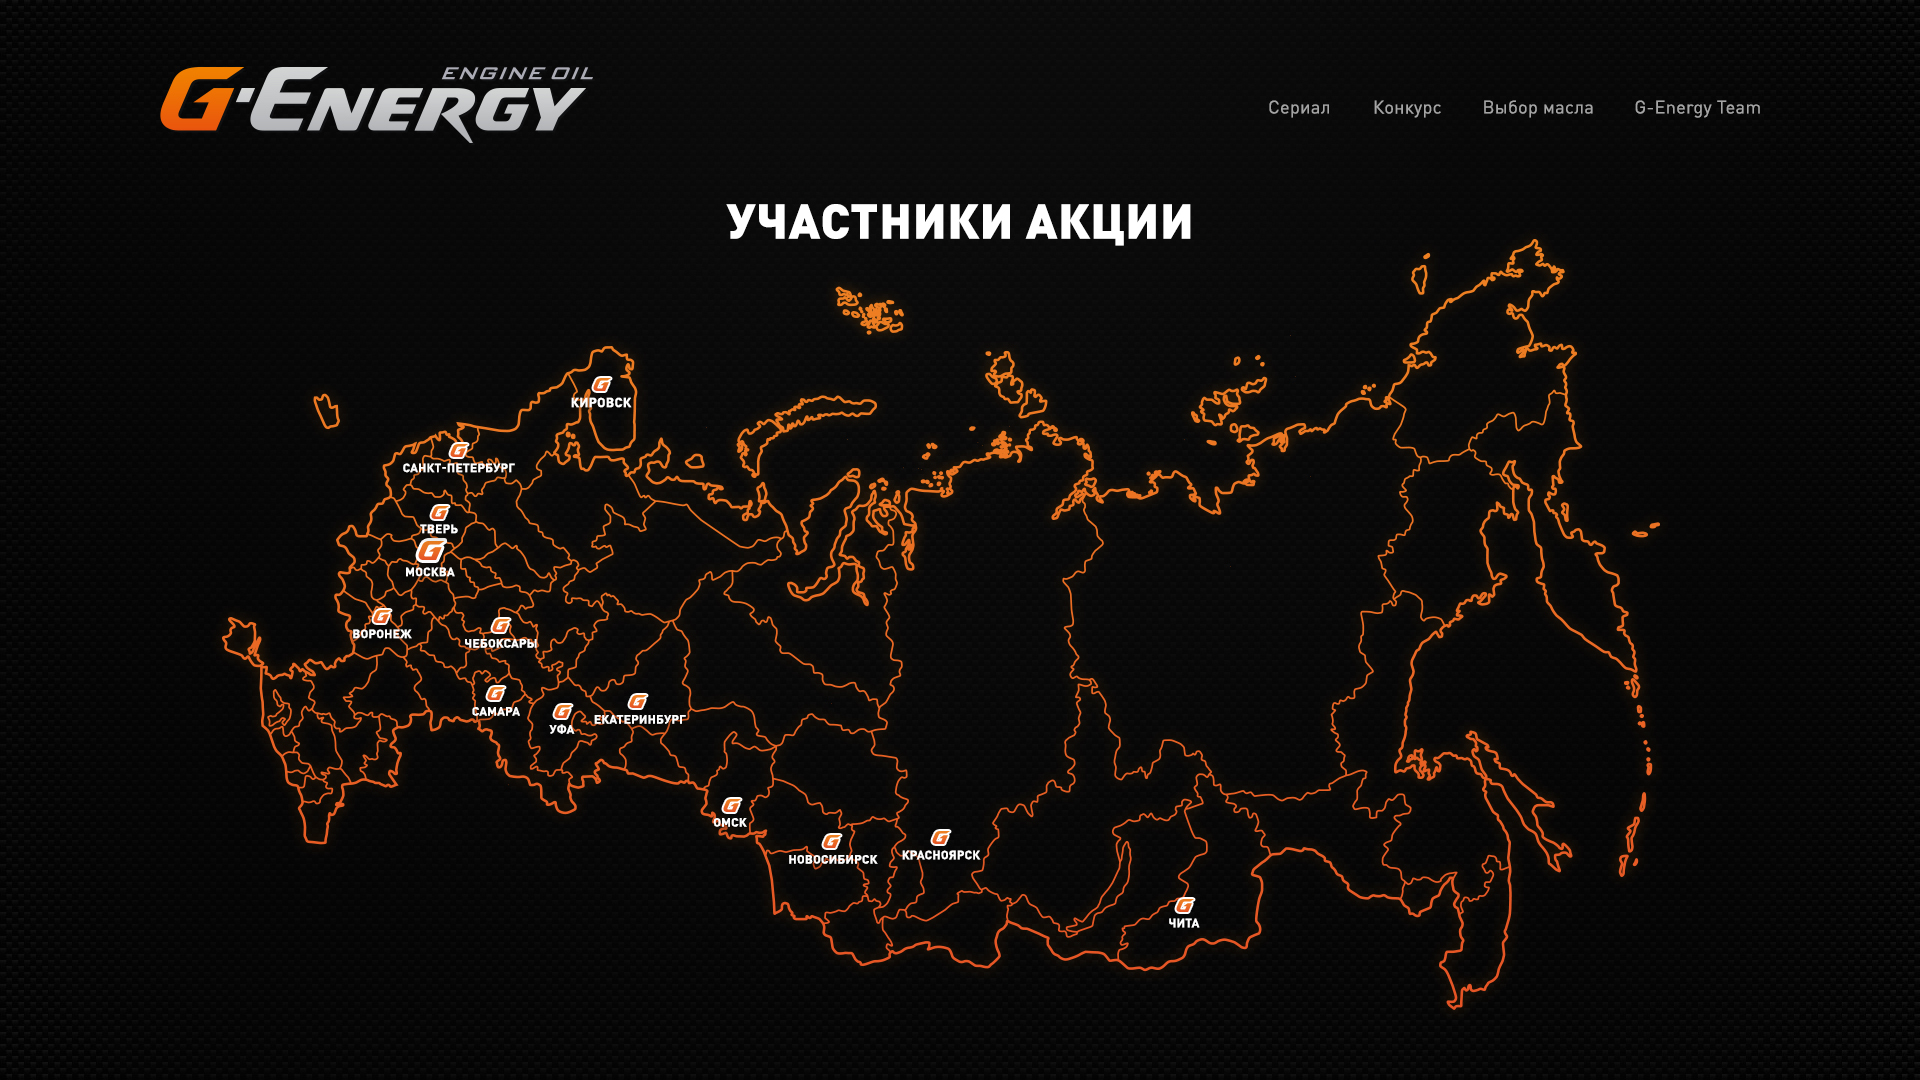 ENGINE OIL
G-ENERGY
Сериал Конкурс Выбор масла G-Energy Team
УЧАСТНИКИ АКЦИИ
G
КИРОВСК
G
САНКТ-ПЕТЕРБУРГ
G
ТВЕРЬ
G
МОСКВА
G
ВОРОНЕЖ
G
ЧЕБОКСАРЫ
G
САМАРА
G
УФА
G
ЕКАТЕРИНБУРГ
G
ОМСК
G
НОВОСИБИРСК
G
КРАСНОЯРСК
G
ЧИТА